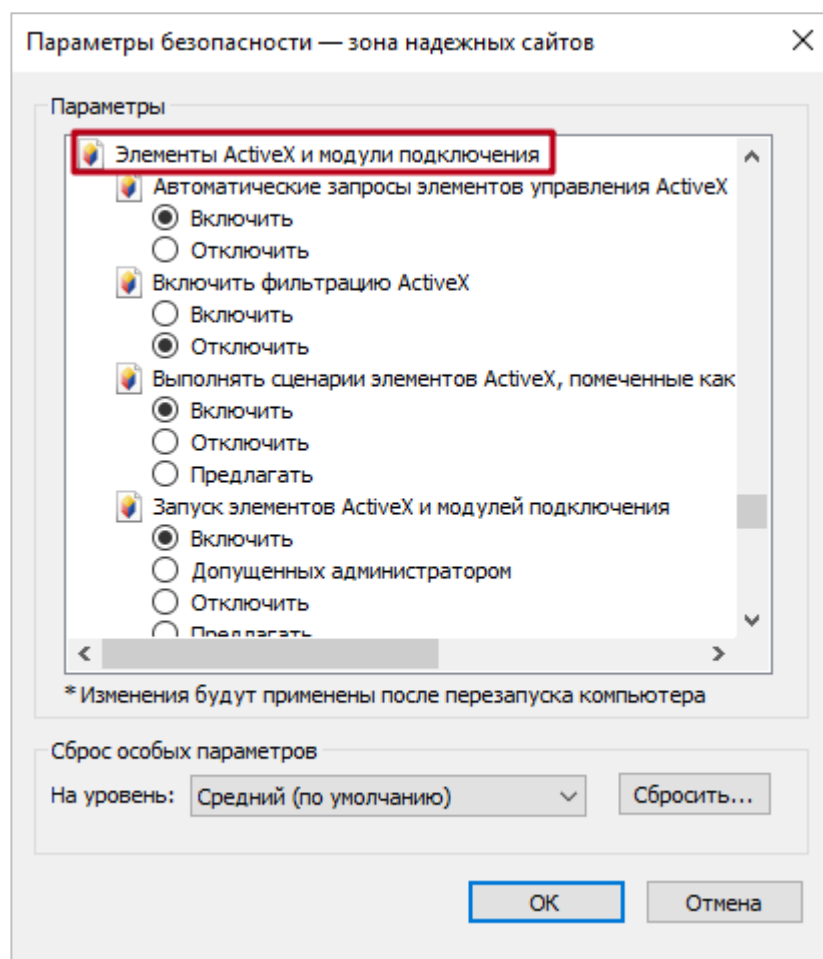 Параметры безопасности — зона надежных сайтов
Параметры
Элементы ActiveX и модули подключения
Автоматические запросы элементов управления ActiveX
Включить
Отключить
Включить фильтрацию ActiveX
Включить
Отключить
Выполнять сценарии элементов ActiveX, помеченные как
Включить
Отключить
Предлагать
Запуск элементов ActiveX и модулей подключения
Включить
Допущенных администратором
Отключить
Предлагать
* Изменения будут применены после перезапуска компьютера
Сброс особых параметров
На уровень: Средний (по умолчанию) Сбросить...
ОК Отмена